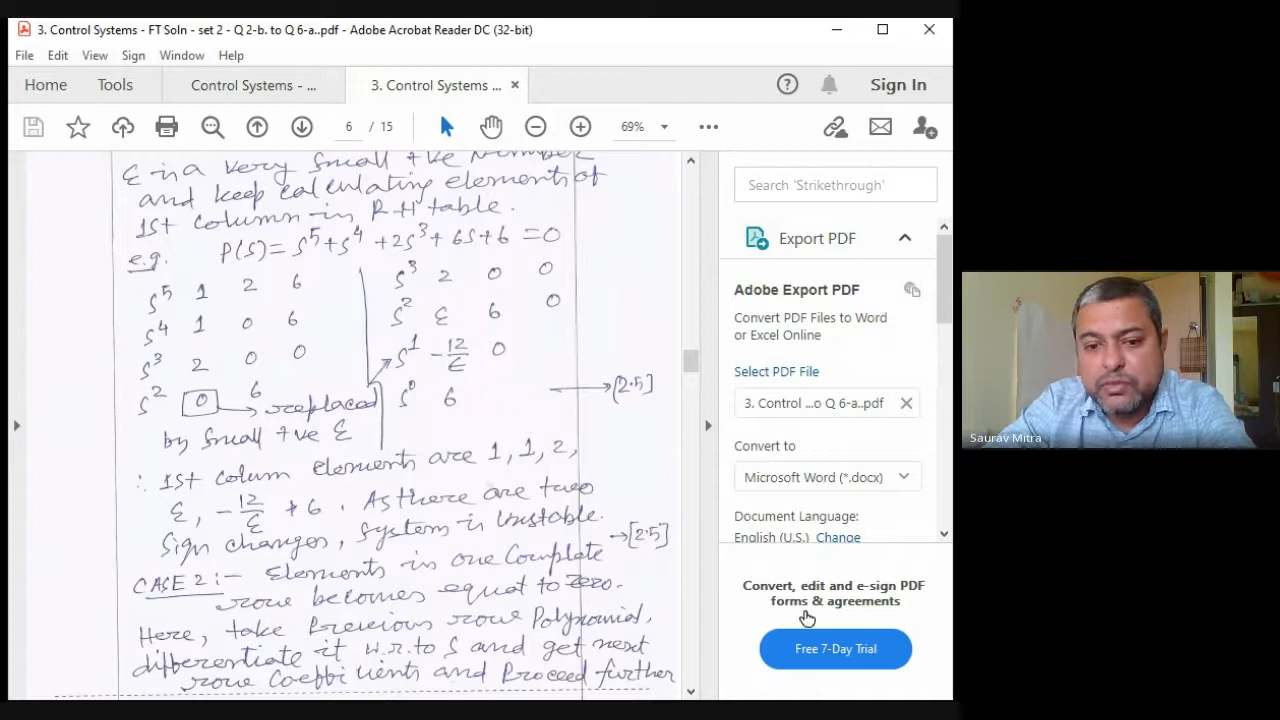 3. Control Systems - FT Soln - set 2 - Q 2-b. to Q 6-a..pdf - Adobe Acrobat Reader DC (32-bit)
File Edit View Sign Window Help
Home Tools Control Systems - ... 3. Control Systems ... ×
Sign In
6 / 15 69%
ε is a very small +ve number
and keep calculating elements of
1st column in R-H table.
e.g. P(S) = S⁵+S⁴ +2S³+ 6S+6 =0
S⁵ 1 2 6
S⁴ 1 0 6
S³ 2 0 0
S² 0 6
replaced
by small +ve ε
S³ 2 0 0
S² ε 6 0
S¹ -12/ε 0
S⁰ 6 → [2.5]
∴ 1st column elements are 1, 1, 2,
ε, -12/ε + 6. As there are two
sign changes, system is unstable.
→[2.5]
CASE 2:- Elements in one complete
row becomes equal to zero.
Here, take previous rowe Polynomial,
differentiate it w.r.to S and get next
rowe coefficients and proceed further
Search 'Strikethrough'
Export PDF
Adobe Export PDF
Convert PDF Files to Word
or Excel Online
Select PDF File
3. Control ...o Q 6-a..pdf ×
Convert to
Microsoft Word (*.docx)
Document Language:
English (U.S.) Change
Convert, edit and e-sign PDF
forms & agreements
Free 7-Day Trial
Saurav Mitra